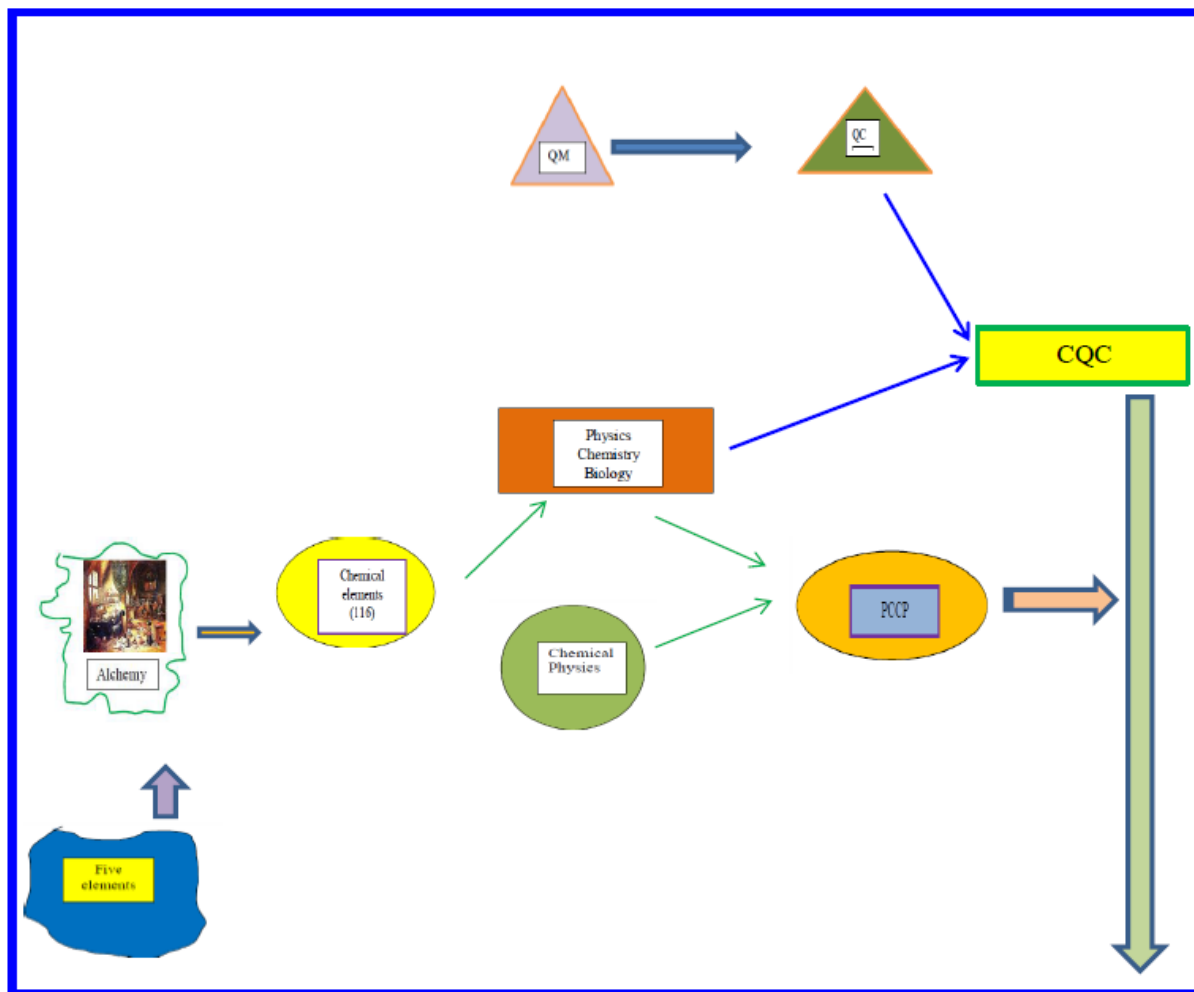 QM
QC
CQC
Physics
Chemistry
Biology
Chemical
elements
(116)
Alchemy
Chemical
Physics
PCCP
Five
elements